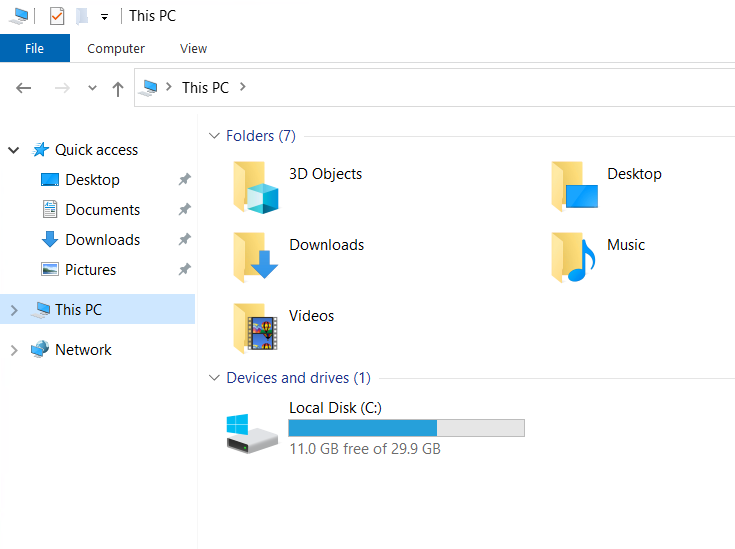 This PC
File Computer View
This PC
Quick access
Desktop
Documents
Downloads
Pictures
This PC
Network
Folders (7)
3D Objects
Desktop
Downloads
Music
Videos
Devices and drives (1)
Local Disk (C:)
11.0 GB free of 29.9 GB